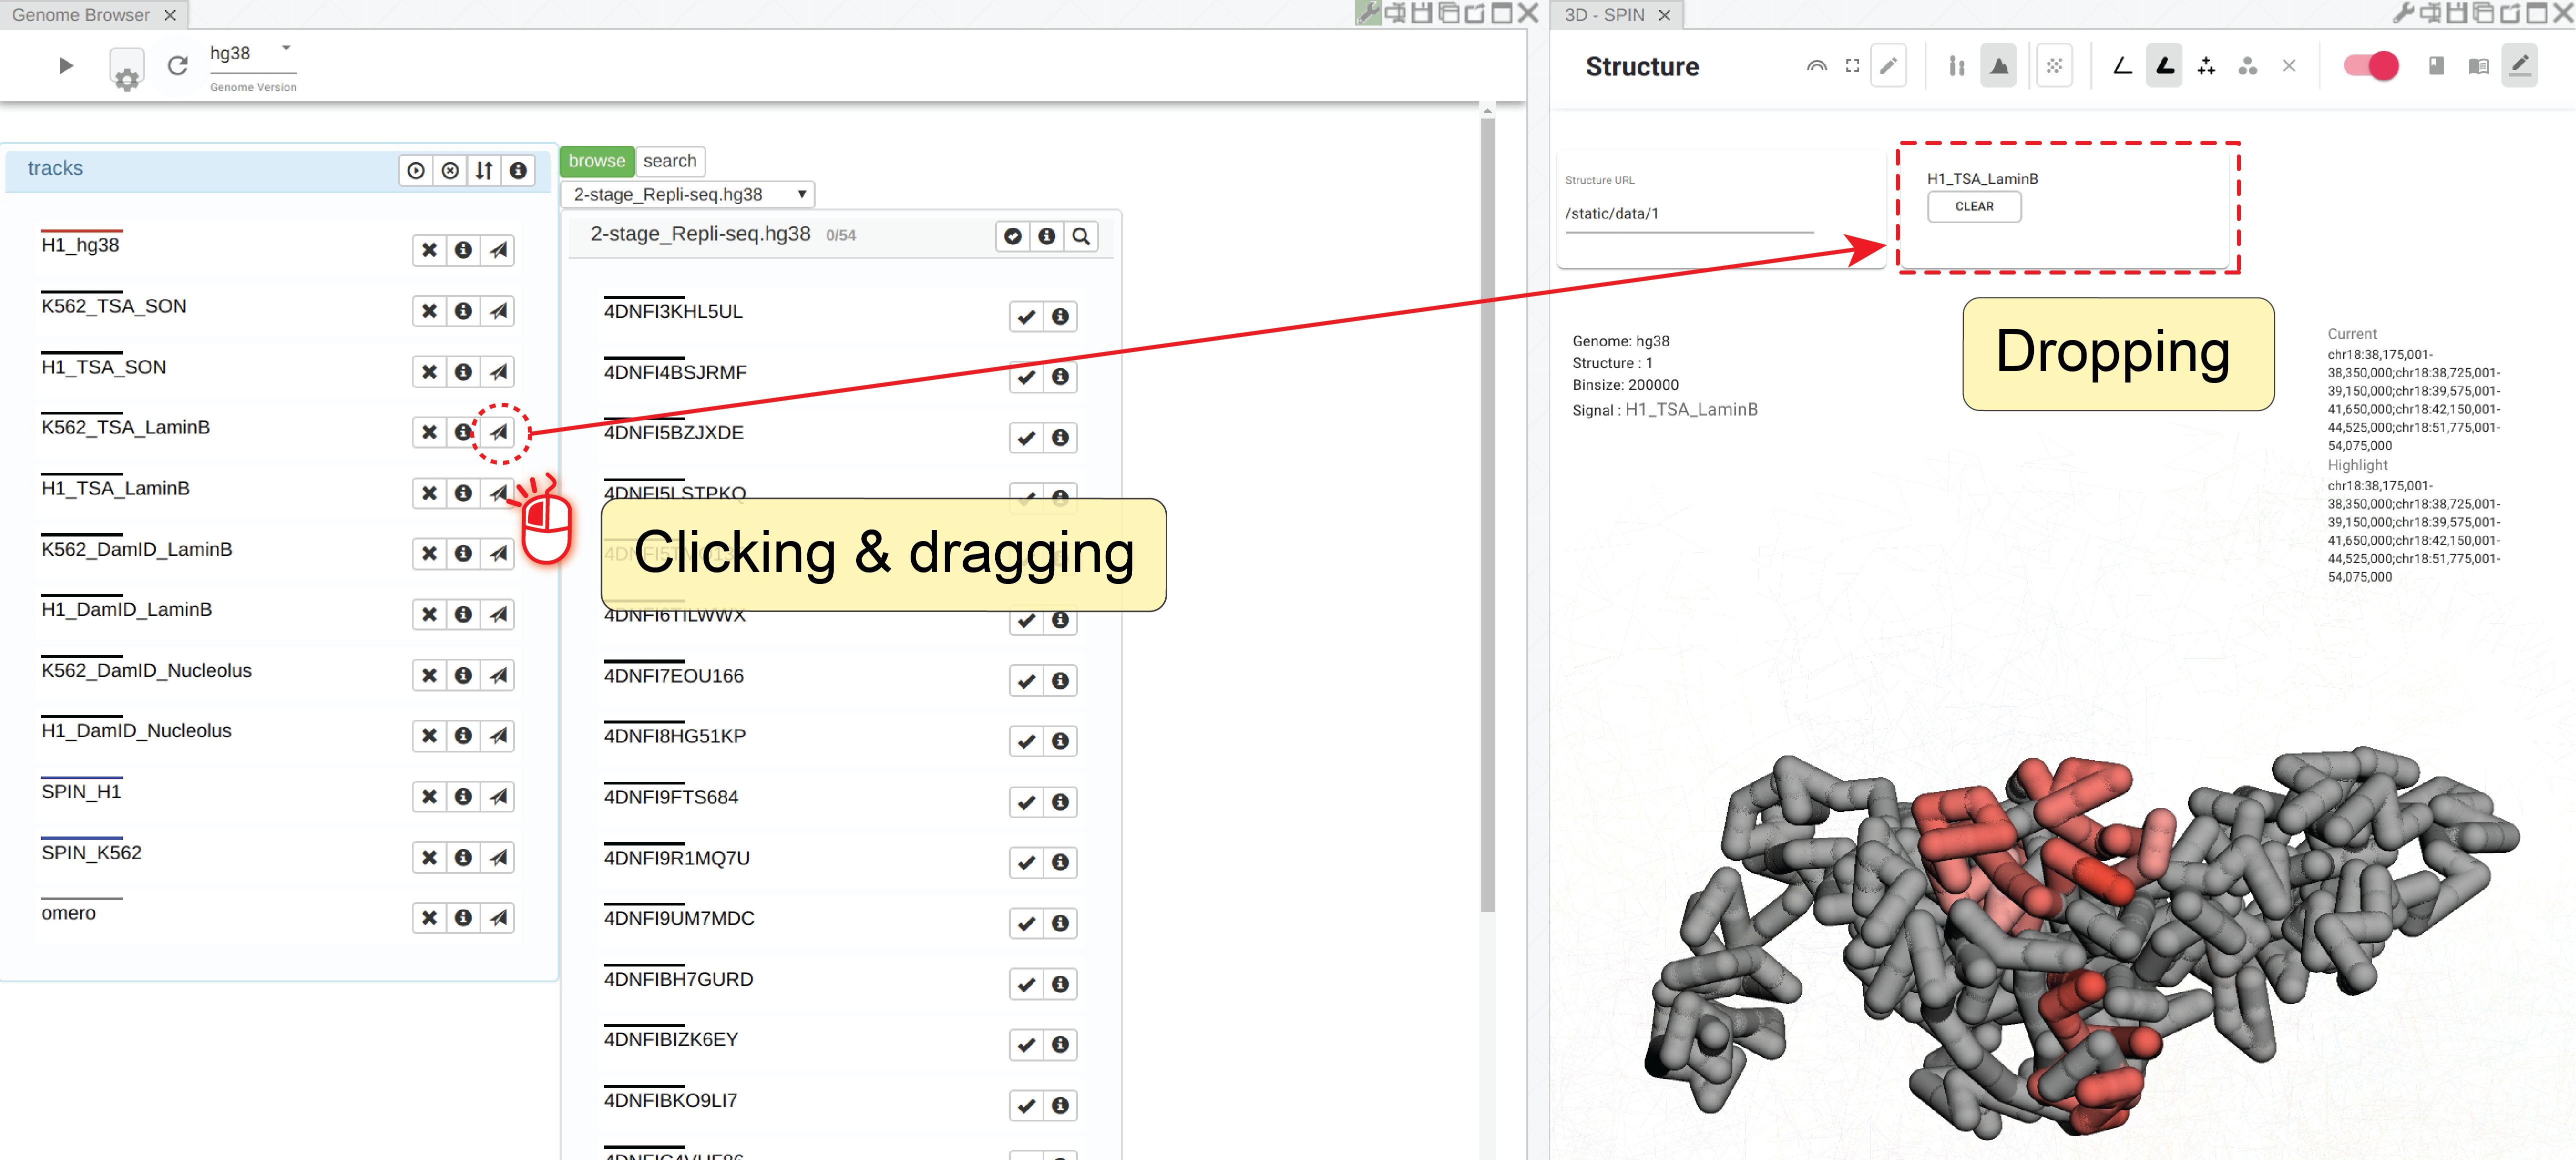 Genome Browser
3D - SPIN
hg38
Genome Version
Structure
tracks
browse
search
2-stage_Repli-seq.hg38
2-stage_Repli-seq.hg38 0/54
H1_hg38
K562_TSA_SON
H1_TSA_SON
K562_TSA_LaminB
H1_TSA_LaminB
K562_DamID_LaminB
H1_DamID_LaminB
K562_DamID_Nucleolus
H1_DamID_Nucleolus
SPIN_H1
SPIN_K562
omero
4DNFI3KHL5UL
4DNFI4BSJRMF
4DNFI5BZJXDE
4DNFI5LSTPKQ
Clicking & dragging
4DNFI6TILWWX
4DNFI7EOU166
4DNFI8HG51KP
4DNFI9FTS684
4DNFI9R1MQ7U
4DNFI9UM7MDC
4DNFIBH7GURD
4DNFIBIZK6EY
4DNFIBKO9LI7
Structure URL
/static/data/1
H1_TSA_LaminB
CLEAR
Dropping
Genome: hg38
Structure : 1
Binsize: 200000
Signal : H1_TSA_LaminB
Current
chr18:38,175,001-
38,350,000;chr18:38,725,001-
39,150,000;chr18:39,575,001-
41,650,000;chr18:42,150,001-
44,525,000;chr18:51,775,001-
54,075,000
Highlight
chr18:38,175,001-
38,350,000;chr18:38,725,001-
39,150,000;chr18:39,575,001-
41,650,000;chr18:42,150,001-
44,525,000;chr18:51,775,001-
54,075,000